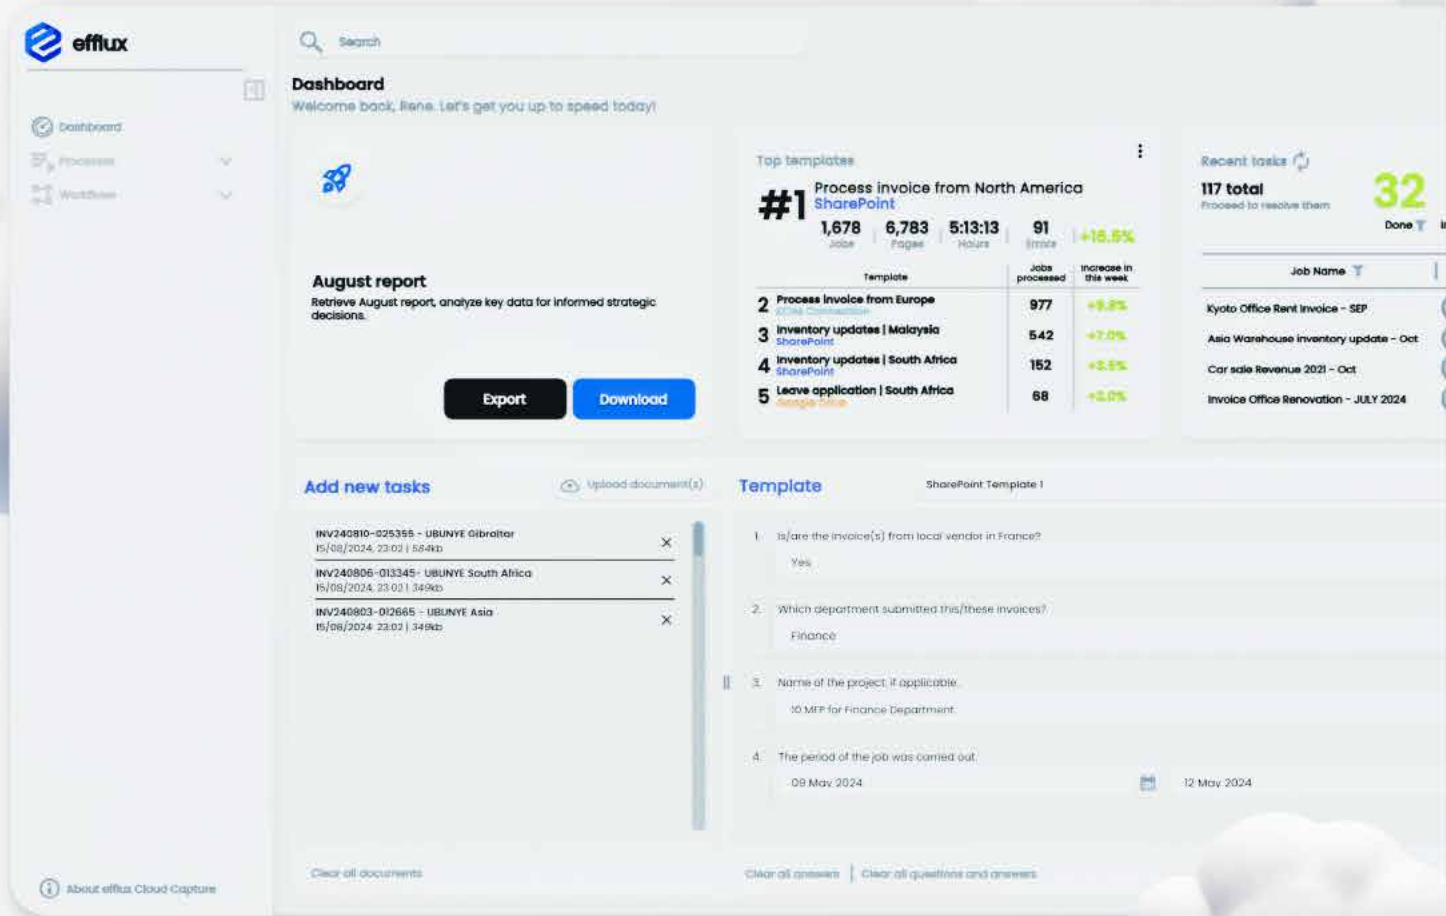 efflux
Search
Dashboard
Welcome back, Rene. Let's get you up to speed today!
Dashboard
Processes
Workflows
August report
Retrieve August report, analyze key data for informed strategic
decisions.
Export
Download
Top templates
#1
Process invoice from North America
SharePoint
1,678 6,783 5:13:13 91 +16.5%
Jobs Pages Hours Errors
Template Jobs processed Increase in this week
2 Process invoice from Europe 977 +9.8%
3 Inventory updates | Malaysia 542 +7.0%
SharePoint
4 Inventory updates | South Africa 152 +3.5%
SharePoint
5 Leave application | South Africa 68 +2.0%
Recent tasks
117 total
Proceed to resolve them
32
Done
Job Name
Kyoto Office Rent Invoice - SEP
Asia Warehouse inventory update - Oct
Car sale Revenue 2021 - Oct
Invoice Office Renovation - JULY 2024
Add new tasks
Upload document(s)
INV240810-025355 - UBUNYE Gibraltar
15/08/2024, 23:02 | 584kb
INV240806-013345- UBUNYE South Africa
15/08/2024, 23:02 | 349kb
INV240803-012665 - UBUNYE Asia
15/08/2024 23:02 | 349kb
Clear all documents
Template
SharePoint Template 1
1. Is/are the invoice(s) from local vendor in France?
Yes
2. Which department submitted this/these invoices?
Finance
3. Name of the project, if applicable.
10 MFP for Finance Department.
4. The period of the job was carried out.
09 May 2024
12 May 2024
Clear all answers | Clear all questions and answers
About efflux Cloud Capture